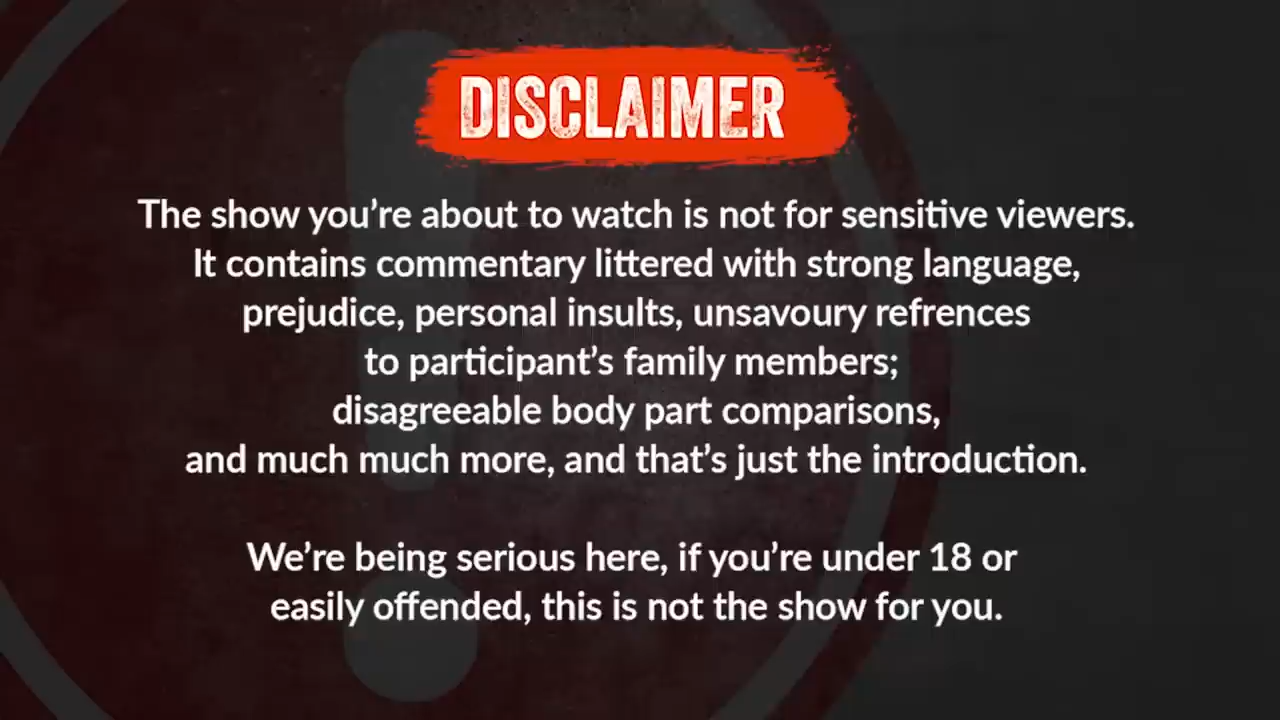 DISCLAIMER
The show you're about to watch is not for sensitive viewers.
It contains commentary littered with strong language,
prejudice, personal insults, unsavoury refrences
to participant's family members;
disagreeable body part comparisons,
and much much more, and that's just the introduction.
We're being serious here, if you're under 18 or
easily offended, this is not the show for you.